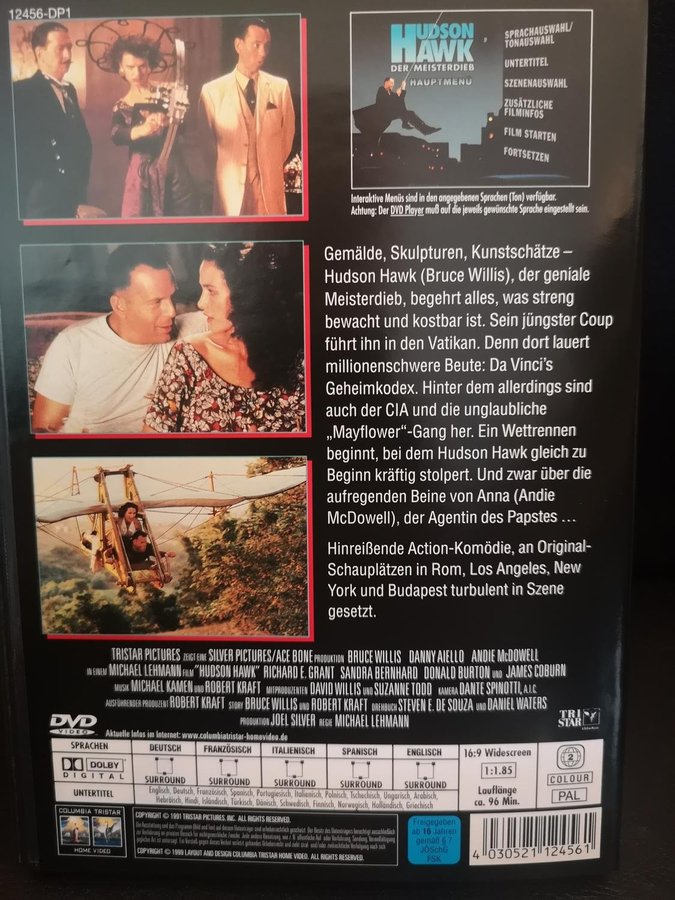 12456-DP1
HUDSON HAWK
DER MEISTERDIEB
HAUPTMENÜ
SPRACHAUSWAHL/
TONAUSWAHL
UNTERTITEL
SZENENAUSWAHL
ZUSÄTZLICHE
FILMINFOS
FILM STARTEN
FORTSETZEN
Interaktive Menüs sind in den angegebenen Sprachen (Ton) verfügbar.
Achtung: Der DVD Player muß auf die jeweils gewünschte Sprache eingestellt sein.
Gemälde, Skulpturen, Kunstschätze –
Hudson Hawk (Bruce Willis), der geniale
Meisterdieb, begehrt alles, was streng
bewacht und kostbar ist. Sein jüngster Coup
führt ihn in den Vatikan. Denn dort lauert
millionenschwere Beute: Da Vinci's
Geheimkodex. Hinter dem allerdings sind
auch der CIA und die unglaubliche
„Mayflower“-Gang her. Ein Wettrennen
beginnt, bei dem Hudson Hawk gleich zu
Beginn kräftig stolpert. Und zwar über die
aufregenden Beine von Anna (Andie
McDowell), der Agentin des Papstes ...
Hinreißende Action-Komödie, an Original-
Schauplätzen in Rom, Los Angeles, New
York und Budapest turbulent in Szene
gesetzt.
TRISTAR PICTURES ZEIGT EINE SILVER PICTURES/ACE BONE PRODUKTION BRUCE WILLIS DANNY AIELLO ANDIE McDOWELL
IN EINEM MICHAEL LEHMANN FILM "HUDSON HAWK" RICHARD E. GRANT SANDRA BERNHARD DONALD BURTON UND JAMES COBURN
MUSIK MICHAEL KAMEN UND ROBERT KRAFT MITPRODUZENTEN DAVID WILLIS UND SUZANNE TODD KAMERA DANTE SPINOTTI, A.I.C.
AUSFÜHRENDER PRODUZENT ROBERT KRAFT STORY BRUCE WILLIS UND ROBERT KRAFT DREHBUCH STEVEN E. DE SOUZA UND DANIEL WATERS
PRODUKTION JOEL SILVER REGIE MICHAEL LEHMANN
TRI STAR
DVD
VIDEO
Aktuelle Infos im Internet: www.columbiatristar-homevideo.de
SPRACHEN DEUTSCH FRANZÖSISCH ITALIENISCH SPANISCH ENGLISCH
DOLBY
DIGITAL
SURROUND SURROUND SURROUND SURROUND SURROUND
UNTERTITEL
Englisch, Deutsch, Französisch, Spanisch, Portugiesisch, Italienisch, Polnisch, Tschechisch, Ungarisch, Arabisch,
Hebräisch, Hindi, Isländisch, Türkisch, Dänisch, Schwedisch, Finnisch, Norwegisch, Holländisch, Griechisch
16:9 Widescreen
1:1.85
Lauflänge
ca. 96 Min.
2
COLOUR
PAL
COLUMBIA TRISTAR
HOME VIDEO
COPYRIGHT © 1991 TRISTAR PICTURES, INC. ALL RIGHTS RESERVED.
COPYRIGHT © 1999 LAYOUT AND DESIGN COLUMBIA TRISTAR HOME VIDEO. ALL RIGHTS RESERVED.
Freigegeben
ab 16 Jahren
gemäß § 7
JÖSchG
FSK
4 030521 124561